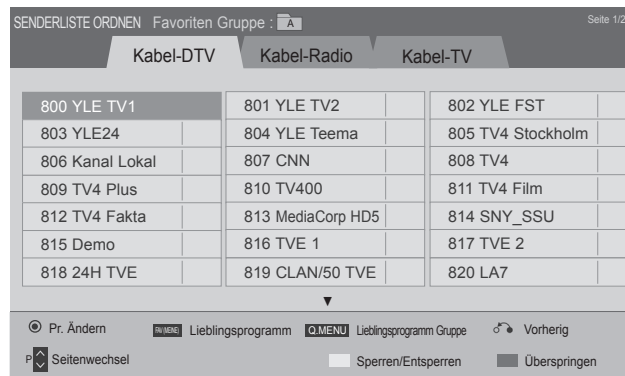 SENDERLISTE ORDNEN Favoriten Gruppe : A Seite 1/2
Kabel-DTV Kabel-Radio Kabel-TV
800 YLE TV1 801 YLE TV2 802 YLE FST
803 YLE24 804 YLE Teema 805 TV4 Stockholm
806 Kanal Lokal 807 CNN 808 TV4
809 TV4 Plus 810 TV400 811 TV4 Film
812 TV4 Fakta 813 MediaCorp HD5 814 SNY_SSU
815 Demo 816 TVE 1 817 TVE 2
818 24H TVE 819 CLAN/50 TVE 820 LA7
Pr. Ändern FAV(MEINE) Lieblingsprogramm Q.MENU Lieblingsprogramm Gruppe Vorherig
P Seitenwechsel Sperren/Entsperren Überspringen